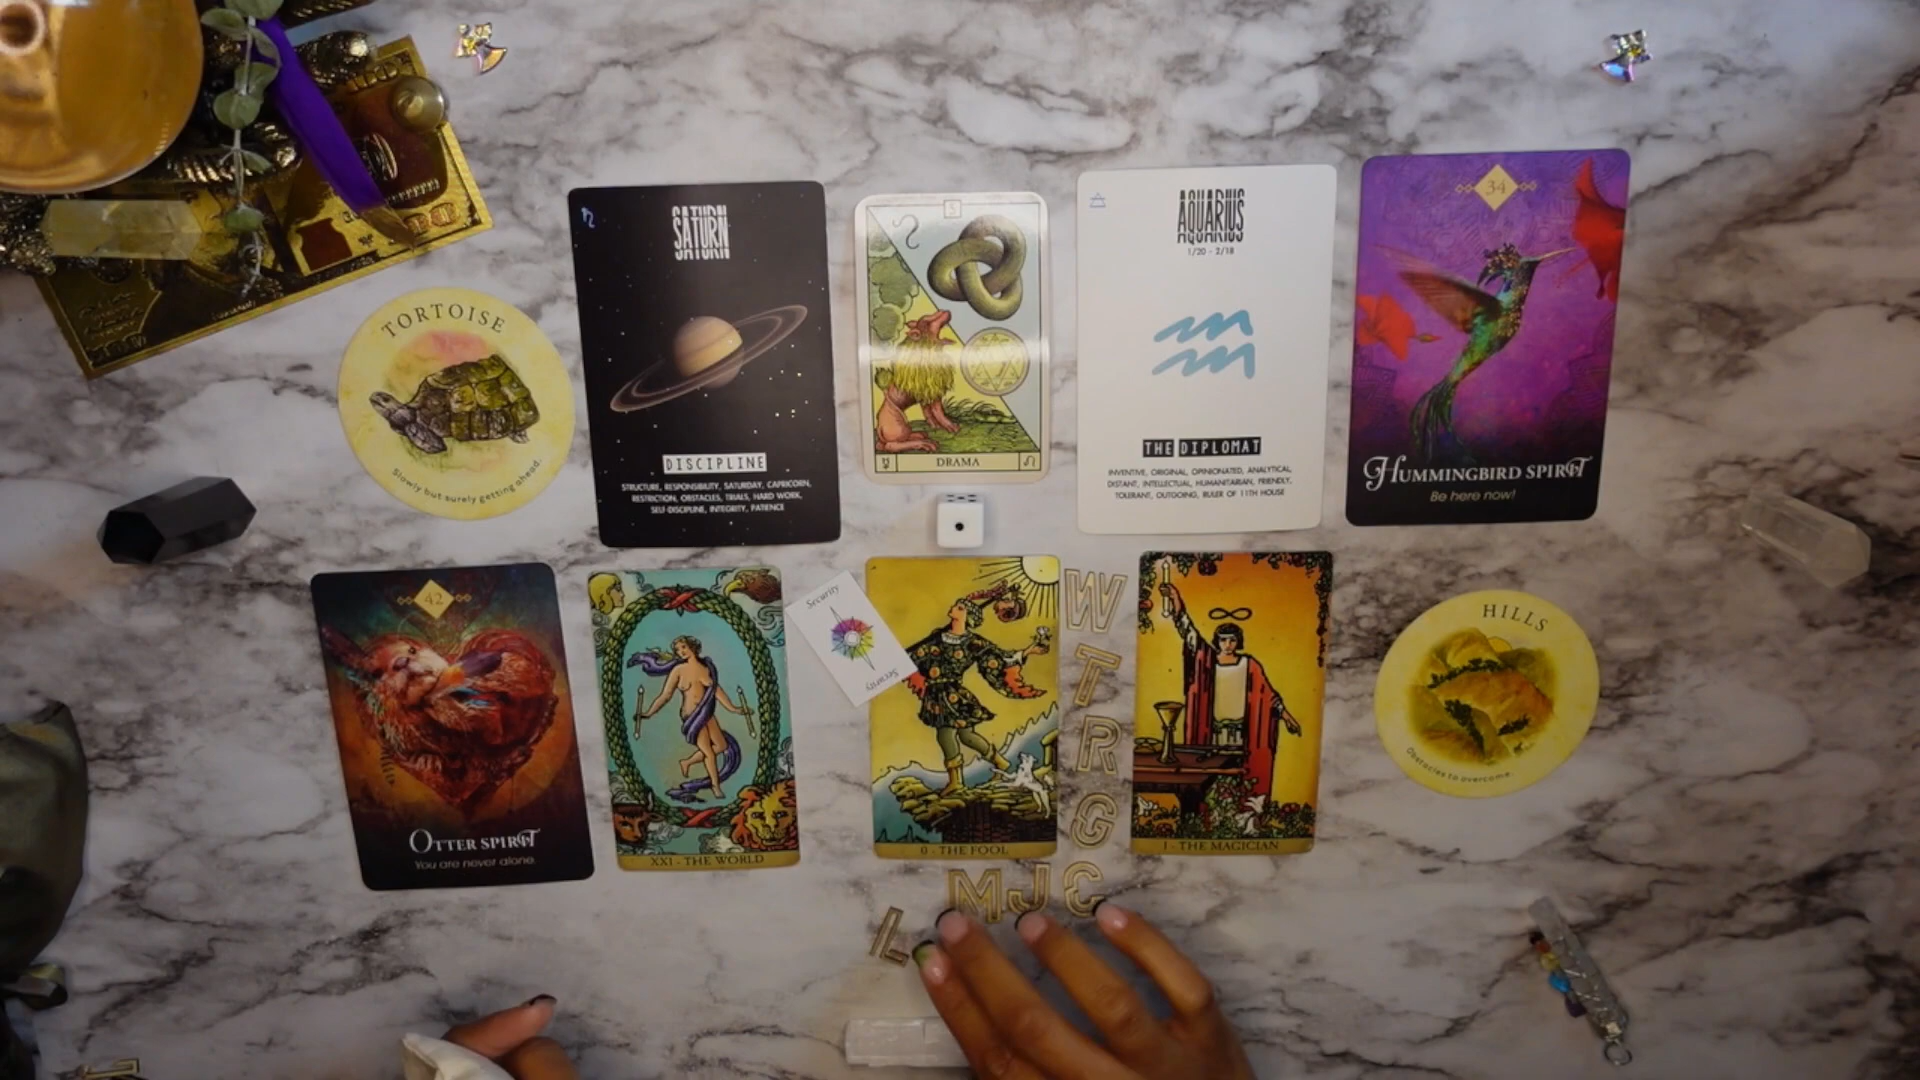 TORTOISE
Slowly but surely getting ahead.
SATURN
DISCIPLINE
STRUCTURE, RESPONSIBILITY, SATURDAY, CAPRICORN,
RESTRICTION, OBSTACLES, TRIALS, HARD WORK,
SELF-DISCIPLINE, INTEGRITY, PATIENCE
5
DRAMA
AQUARIUS
1/20 - 2/18
THE DIPLOMAT
INVENTIVE, ORIGINAL, OPINIONATED, ANALYTICAL,
DISTANT, INTELLECTUAL, HUMANITARIAN, FRIENDLY,
TOLERANT, OUTGOING, RULER OF 11TH HOUSE
34
HUMMINGBIRD SPIRIT
Be here now!
42
OTTER SPIRIT
You are never alone
XXI - THE WORLD
Security
Security
0 - THE FOOL
W
T
R
G
MJC
L
I - THE MAGICIAN
HILLS
Obstacles to overcome.